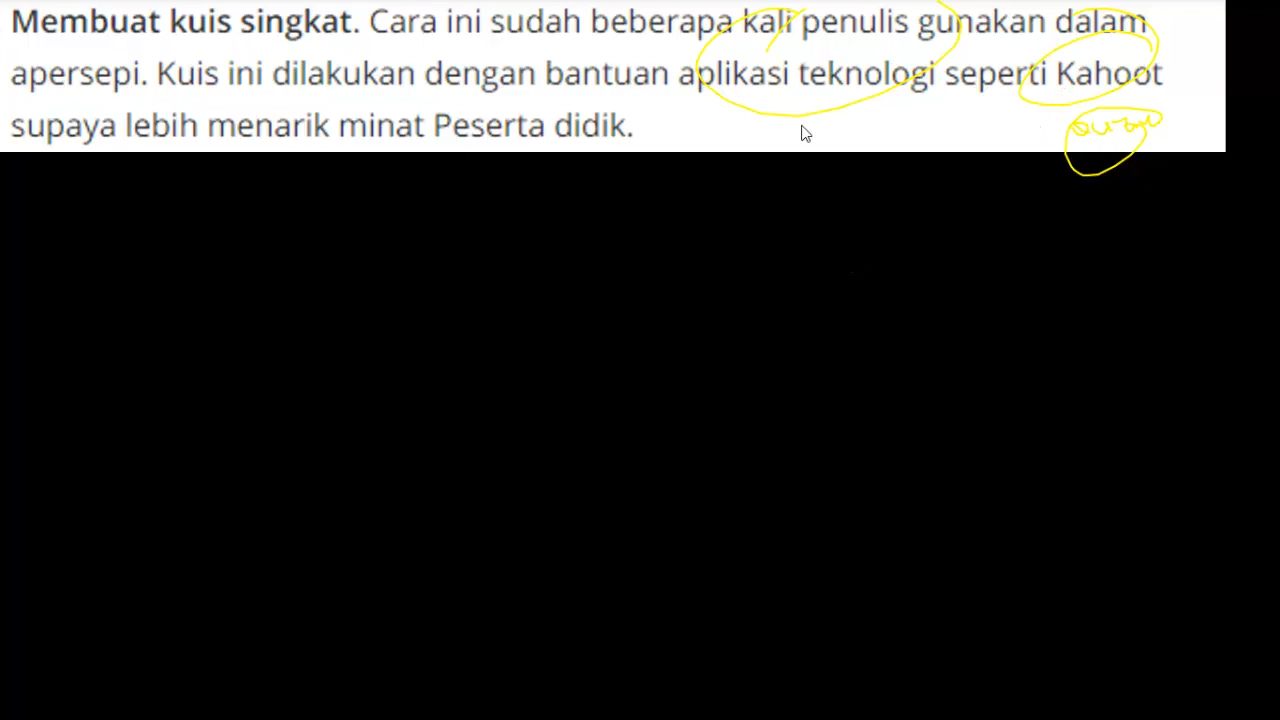 Membuat kuis singkat. Cara ini sudah beberapa kali penulis gunakan dalam
apersepi. Kuis ini dilakukan dengan bantuan aplikasi teknologi seperti Kahoot
supaya lebih menarik minat Peserta didik.